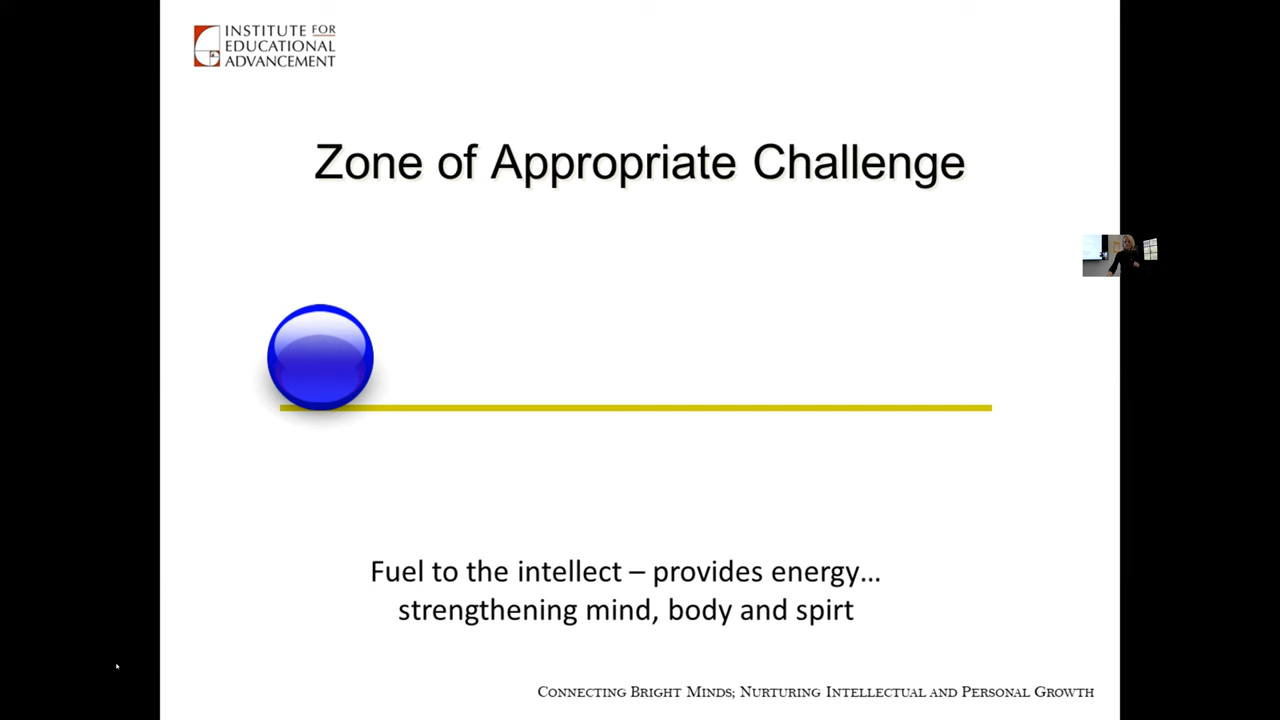 INSTITUTE FOR
EDUCATIONAL
ADVANCEMENT
Zone of Appropriate Challenge
Fuel to the intellect – provides energy…
strengthening mind, body and spirt
CONNECTING BRIGHT MINDS; NURTURING INTELLECTUAL AND PERSONAL GROWTH